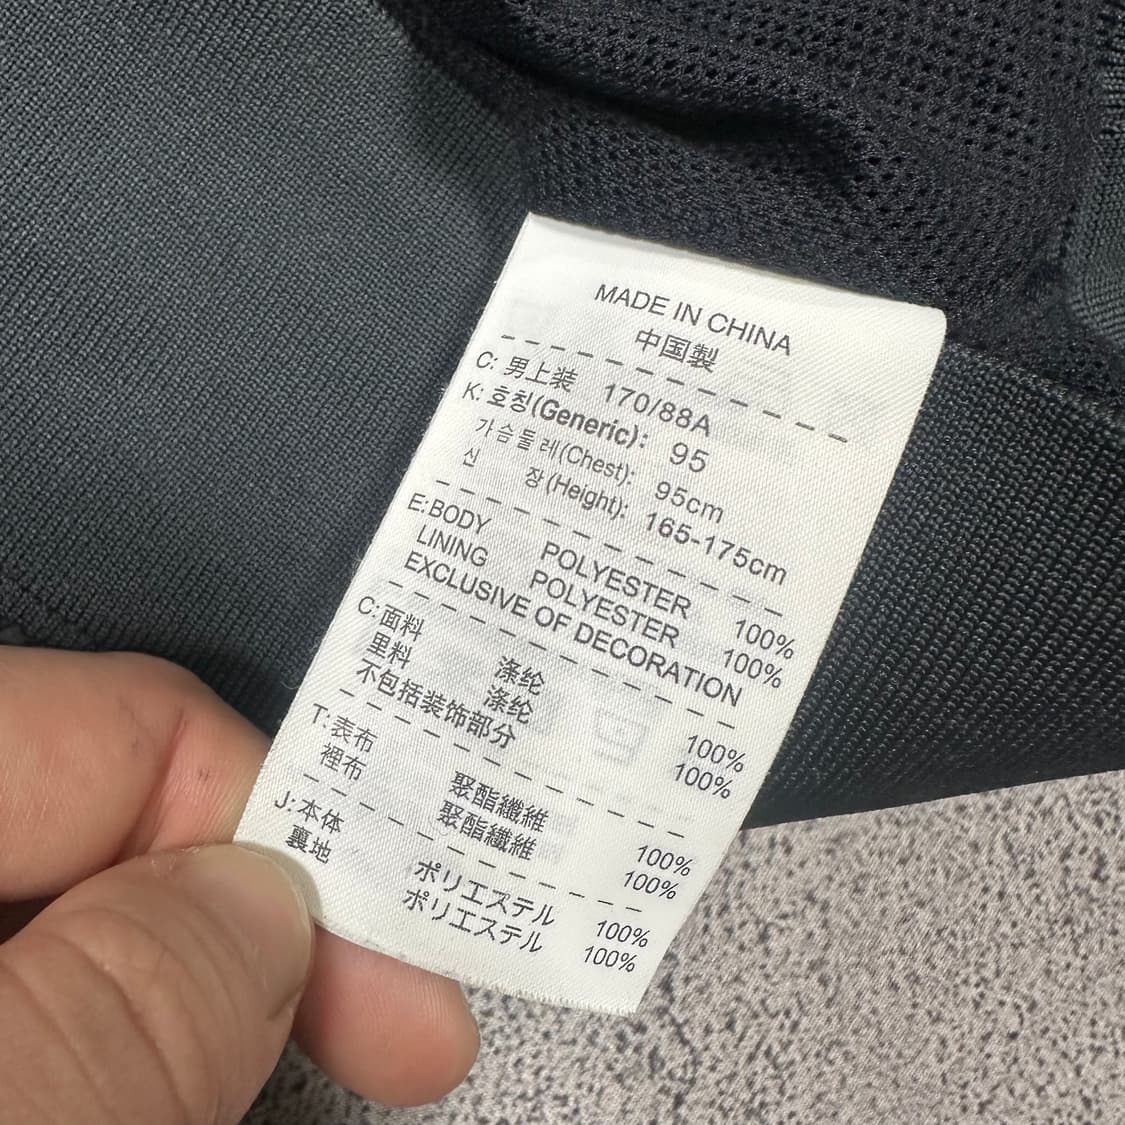 MADE IN CHINA
中国製
C: 男上装 170/88A
K: 호칭(Generic): 95
가슴둘레(Chest): 95cm
신 장(Height): 165-175cm
E: BODY POLYESTER 100%
LINING POLYESTER 100%
EXCLUSIVE OF DECORATION
C: 面料 涤纶 100%
里料 涤纶 100%
不包括装饰部分
T: 表布 聚酯纖維 100%
裡布 聚酯纖維 100%
J: 本体 ポリエステル 100%
裏地 ポリエステル 100%